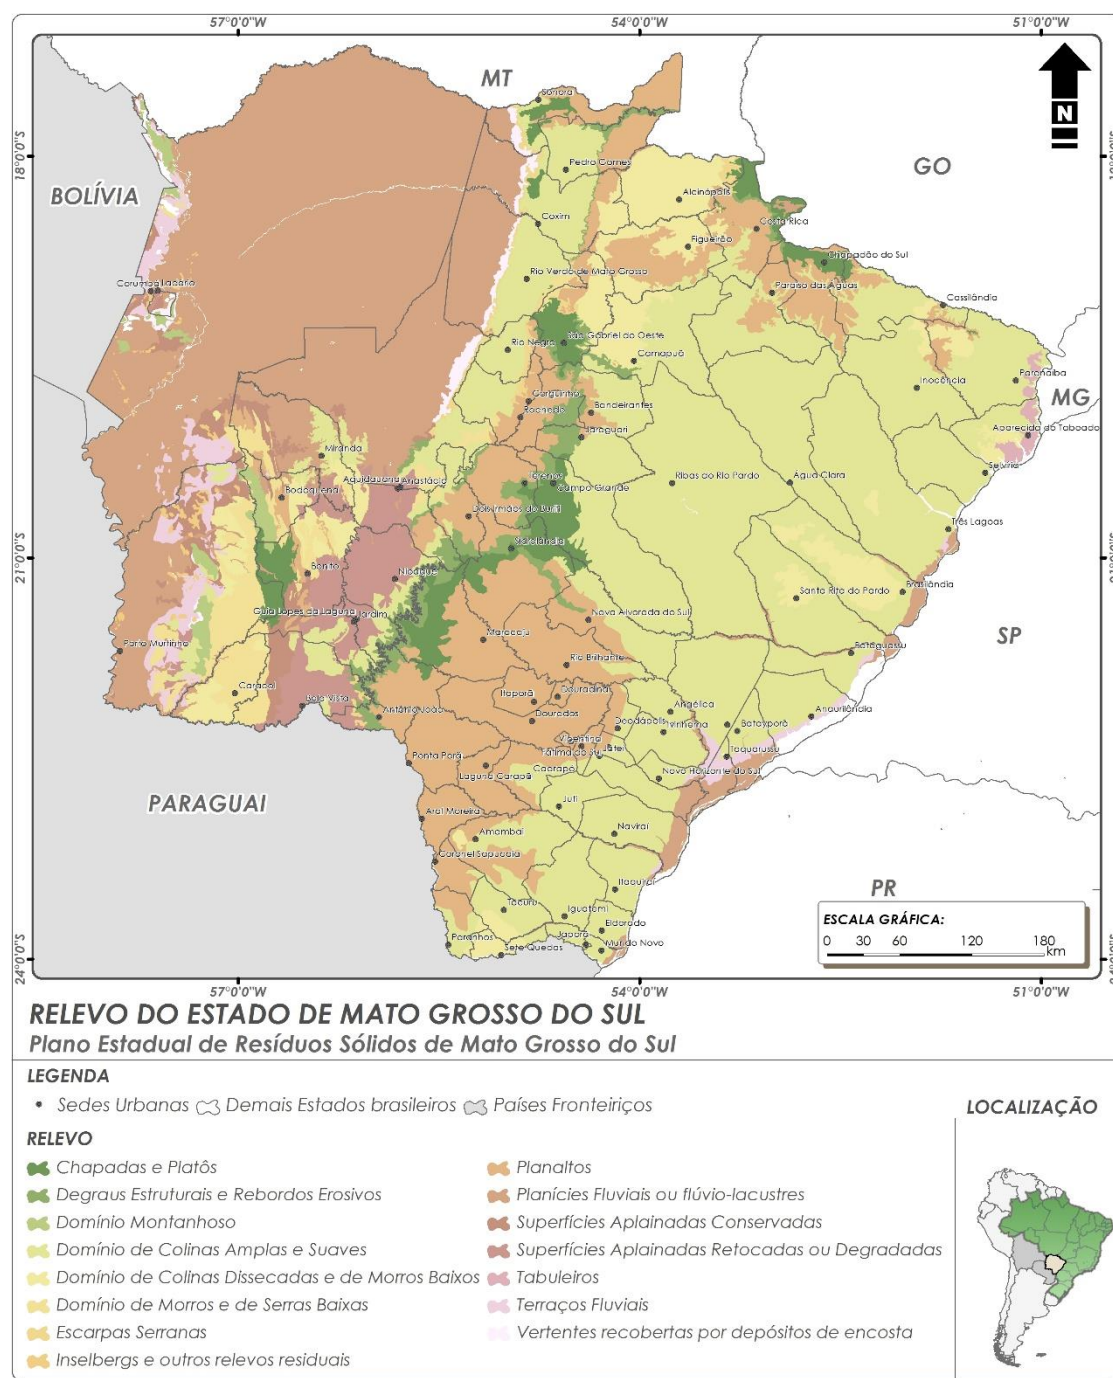 57°0'0"W 54°0'0"W 51°0'0"W
MT
Sonora
18°0'0"S
18°0'0"S
GO
Pedro Gomes
BOLÍVIA
Alcinópolis
Coxim
Costa Rica
Figueirão
Chapadão do Sul
Rio Verde de Mato Grosso
Corumbá Ladário
Paraíso das Águas
Cassilândia
São Gabriel do Oeste
Rio Negro
Camapuã
Paranaíba
Inocência
MG
Corguinho
Rochedo
Bandeirantes
Jaraguari
Aparecida do Taboado
Miranda
Selvíria
Aquidauana Anastácio
Terenos
Campo Grande
Ribas do Rio Pardo
Água Clara
Bodoquena
Dois Irmãos do Buriti
Três Lagoas
Sidrolândia
21°0'0"S
21°0'0"S
Bonito
Nioaque
Santa Rita do Pardo
Brasilândia
Guia Lopes da Laguna
Jardim
Nova Alvorada do Sul
SP
Porto Murtinho
Maracaju
Bataguassu
Rio Brilhante
Caracol
Bela Vista
Itaporã
Douradina
Angélica
Anaurilândia
Antônio João
Dourados
Deodápolis
Ivinhema
Batayporã
Vicentina
Fátima do Sul
Jateí
Taquarussu
Ponta Porã
Laguna Carapã
Caarapó
Novo Horizonte do Sul
PARAGUAI
Juti
Aral Moreira
Naviraí
Amambai
Coronel Sapucaia
Itaquiraí
PR
Tacuru
Iguatemi
Eldorado
Paranhos
Sete Quedas
Japorã
Mundo Novo
24°0'0"S
24°0'0"S
N
ESCALA GRÁFICA:
0 30 60 120 180
km
57°0'0"W 54°0'0"W 51°0'0"W
RELEVO DO ESTADO DE MATO GROSSO DO SUL
Plano Estadual de Resíduos Sólidos de Mato Grosso do Sul
LEGENDA
Sedes Urbanas Demais Estados brasileiros Países Fronteiriços
RELEVO
Chapadas e Platôs
Degraus Estruturais e Rebordos Erosivos
Domínio Montanhoso
Domínio de Colinas Amplas e Suaves
Domínio de Colinas Dissecadas e de Morros Baixos
Domínio de Morros e de Serras Baixas
Escarpas Serranas
Inselbergs e outros relevos residuais
Planaltos
Planícies Fluviais ou flúvio-lacustres
Superfícies Aplainadas Conservadas
Superfícies Aplainadas Retocadas ou Degradadas
Tabuleiros
Terraços Fluviais
Vertentes recobertas por depósitos de encosta
LOCALIZAÇÃO